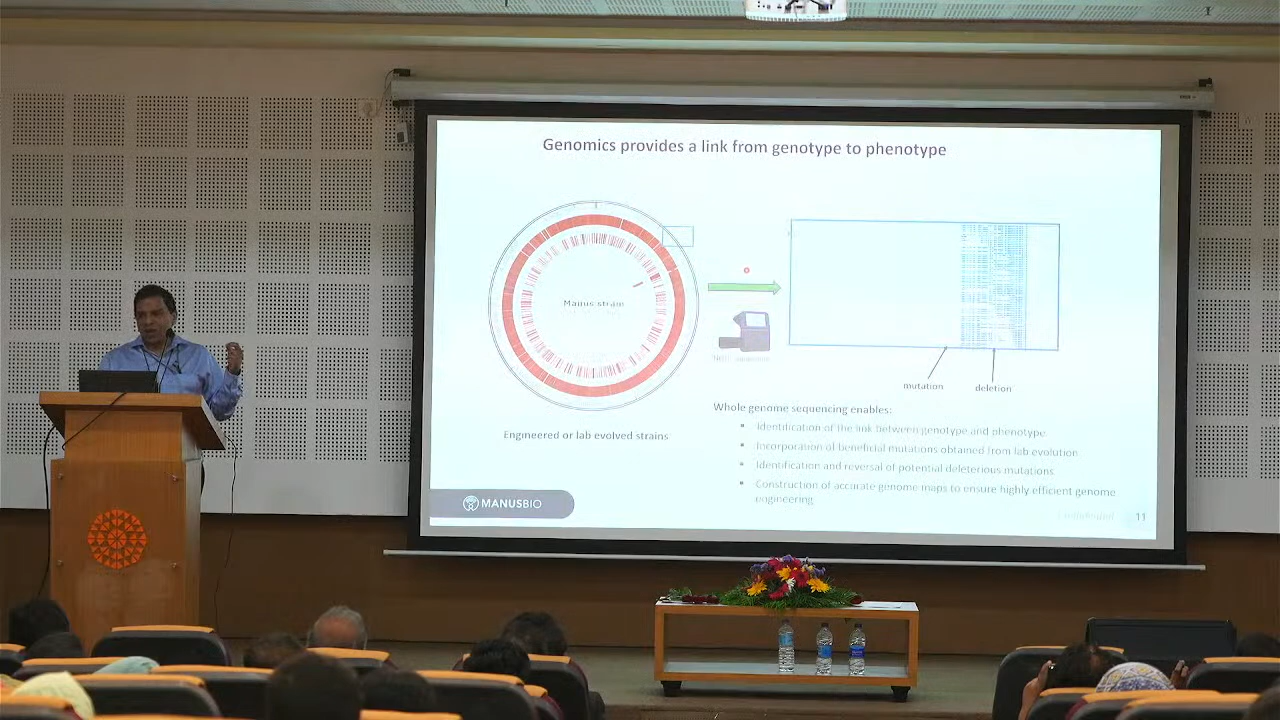 Genomics provides a link from genotype to phenotype
Manus strain
mutation
deletion
Whole genome sequencing enables:
Identification of the link between genotype and phenotype
Incorporation of beneficial mutations obtained from lab evolution
Identification and reversal of potential deleterious mutations
Construction of accurate genome maps to ensure highly efficient genome
engineering
Engineered or lab evolved strains
MANUSBIO
11